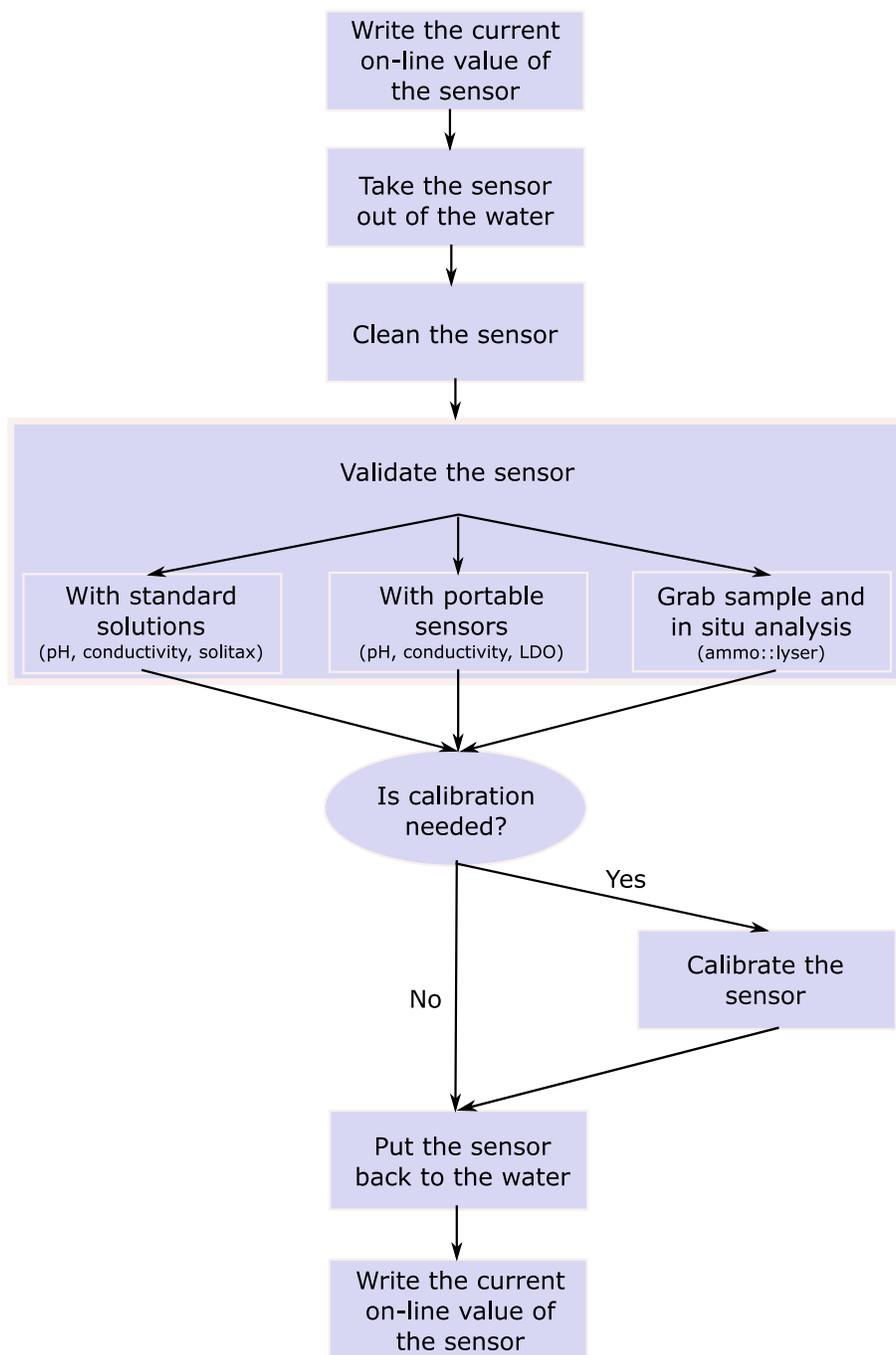 Write the current
on-line value of
the sensor
Take the sensor
out of the water
Clean the sensor
Validate the sensor
With standard
solutions
(pH, conductivity, solitax)
With portable
sensors
(pH, conductivity, LDO)
Grab sample and
in situ analysis
(ammo::lyser)
Is calibration
needed?
Yes
Calibrate the
sensor
No
Put the sensor
back to the water
Write the current
on-line value of
the sensor